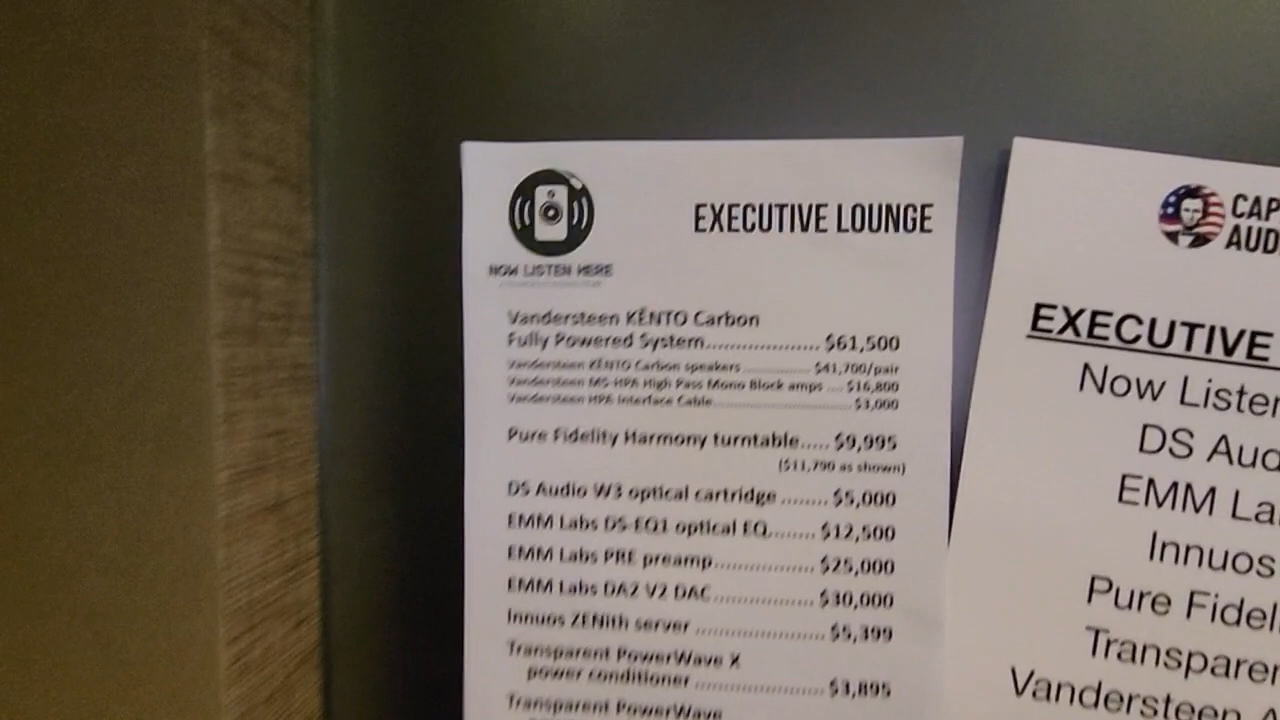 NOW LISTEN HERE
EXECUTIVE LOUNGE
Vandersteen KĒNTO Carbon
Fully Powered System.................... $61,500
Vandersteen KĒNTO Carbon speakers ................ $41,700/pair
Vandersteen M5-HPA High Pass Mono Block amps .... $16,800
Vandersteen HPA Interface Cable................................ $3,000
Pure Fidelity Harmony turntable..... $9,995
($11,790 as shown)
DS Audio W3 optical cartridge ........ $5,000
EMM Labs DS-EQ1 optical EQ........ $12,500
EMM Labs PRE preamp................. $25,000
EMM Labs DA2 V2 DAC................. $30,000
Innuos ZENith server ...................... $5,399
Transparent PowerWave X
power conditioner ...................... $3,895
Transparent PowerWave
CAP
AUD
EXECUTIVE
Now Listen
DS Aud
EMM La
Innuos
Pure Fidel
Transparen
Vandersteen A